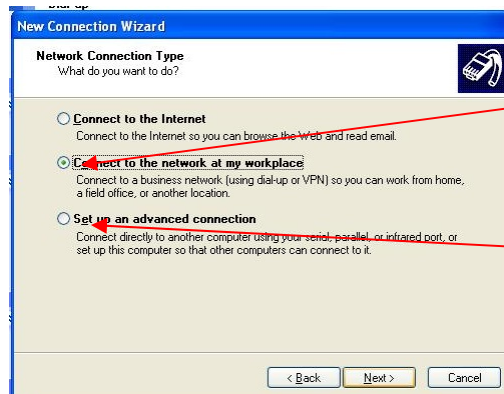 Dial-up
New Connection Wizard
Network Connection Type
What do you want to do?
Connect to the Internet
Connect to the Internet so you can browse the Web and read email.
Connect to the network at my workplace
Connect to a business network (using dial-up or VPN) so you can work from home,
a field office, or another location.
Set up an advanced connection
Connect directly to another computer using your serial, parallel, or infrared port, or
set up this computer so that other computers can connect to it.
< Back Next > Cancel